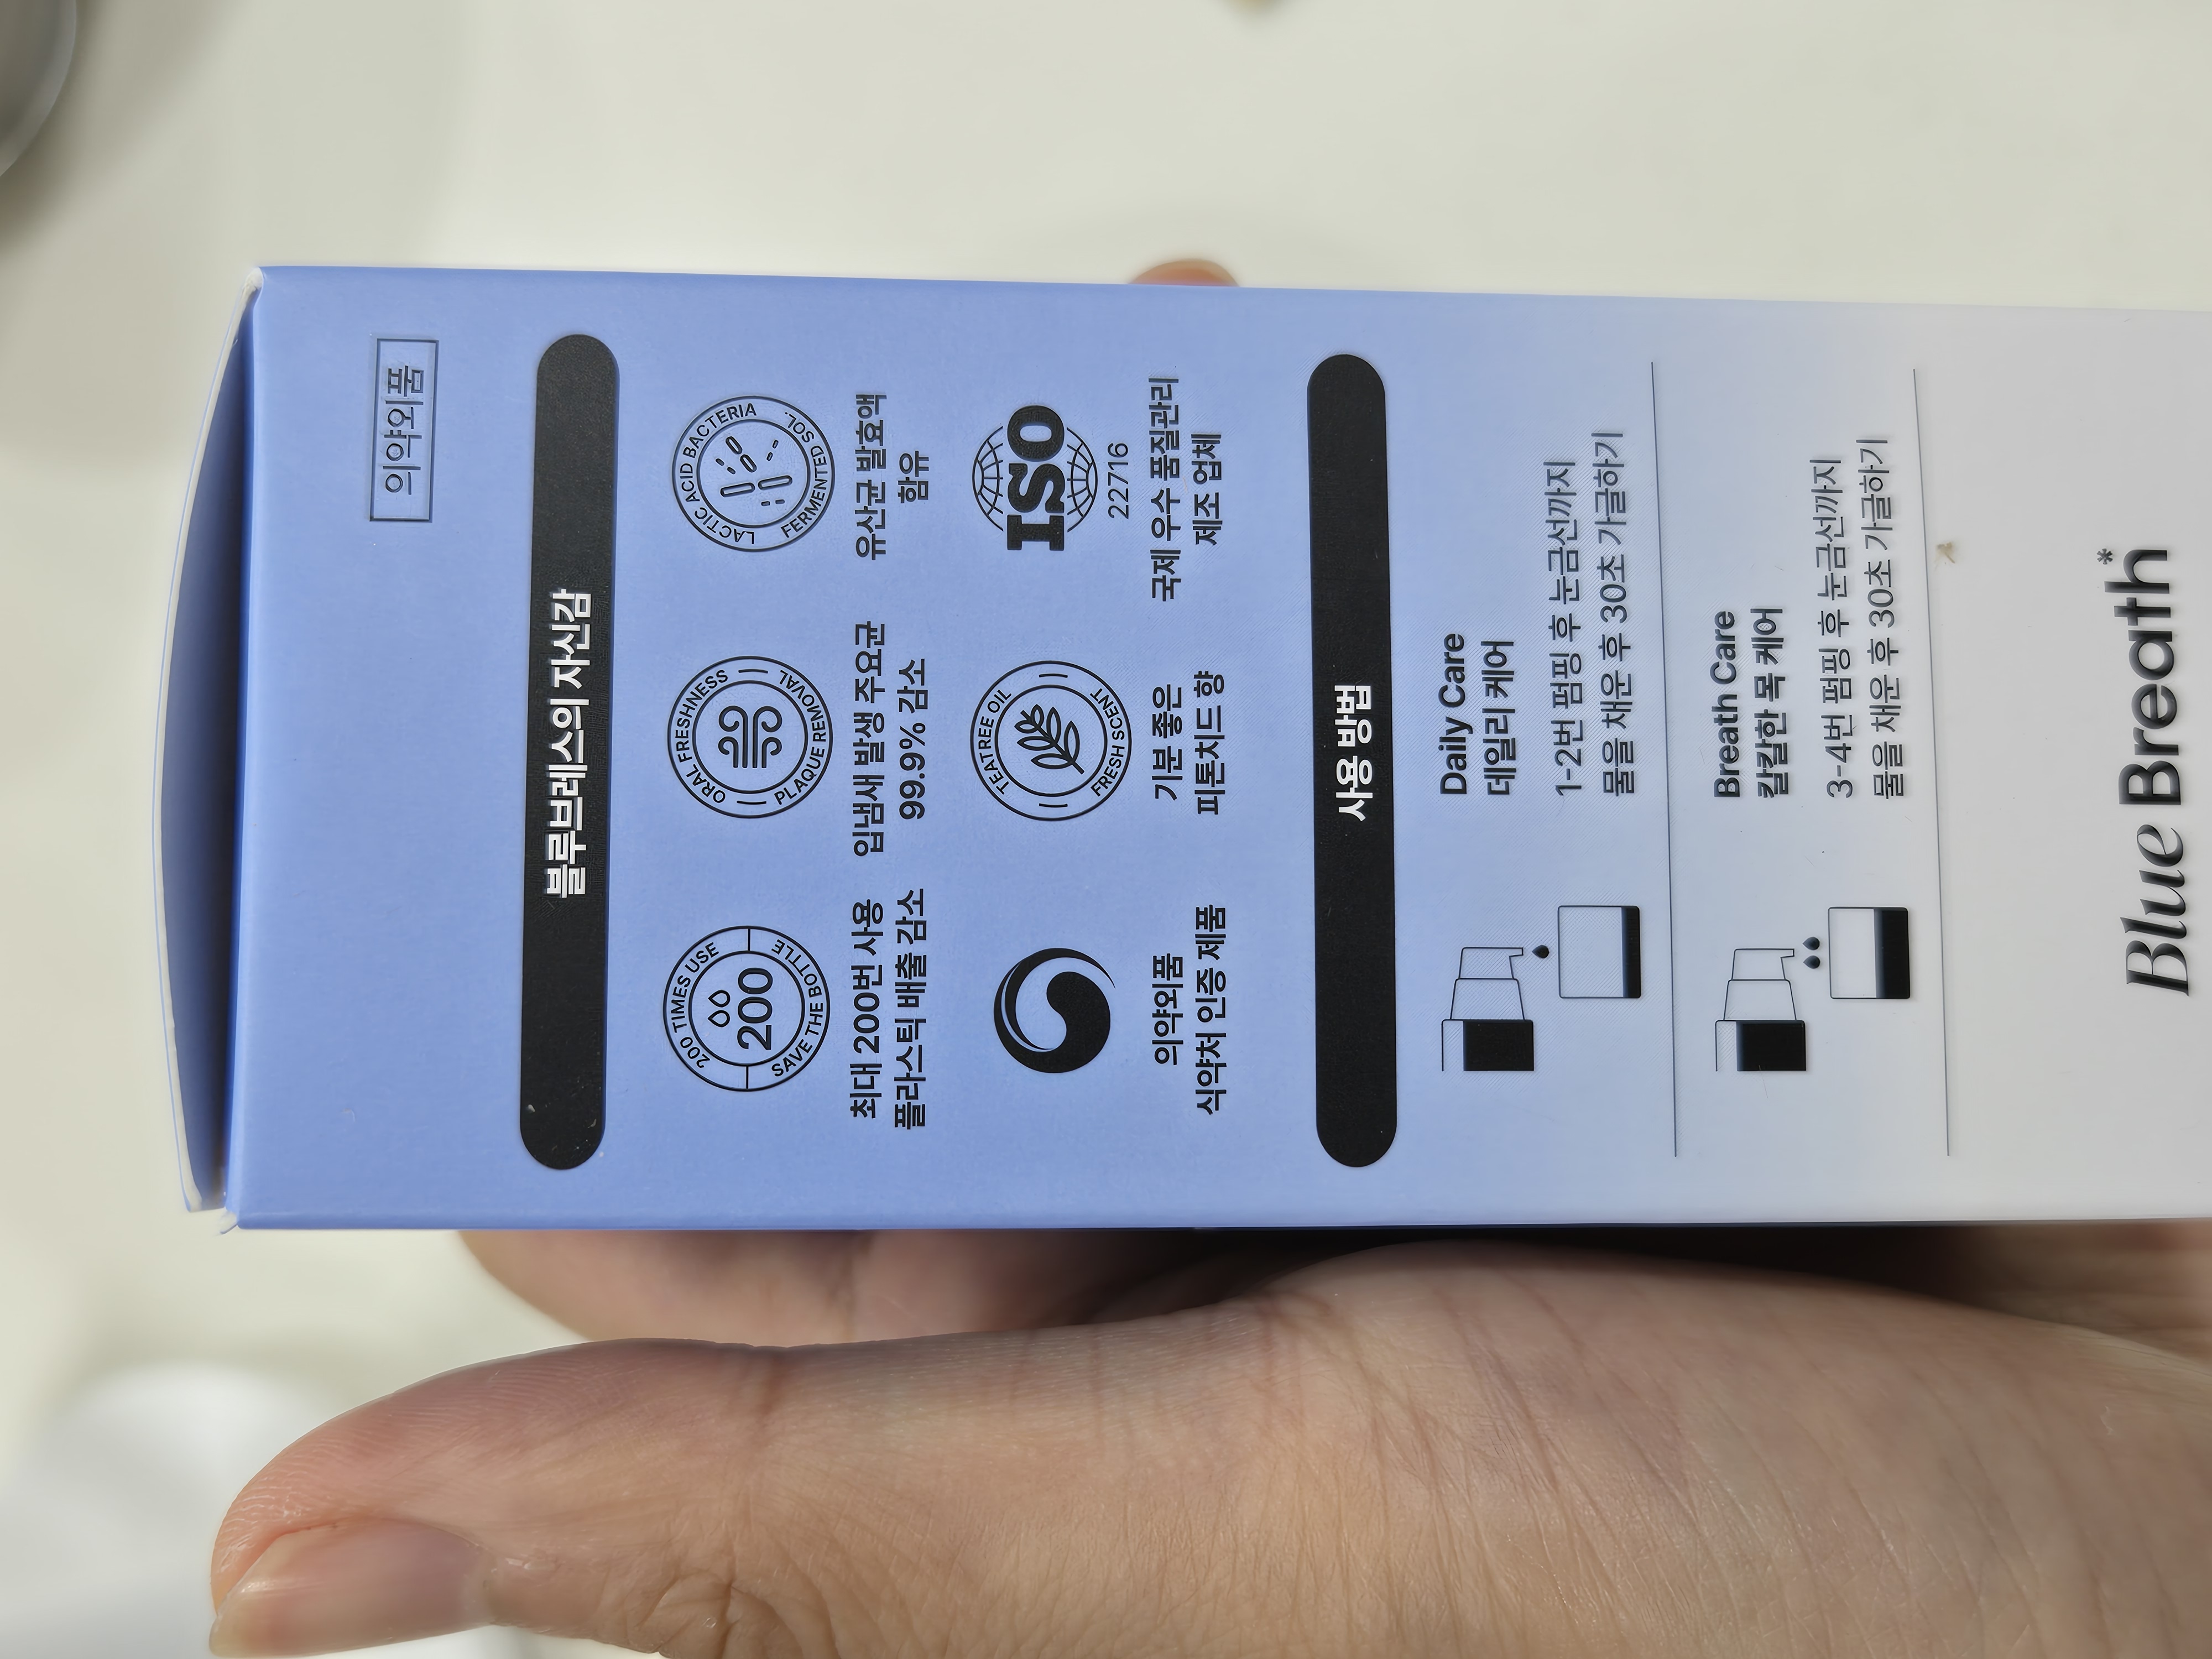 의약외품
블루브레스의 자신감
200 TIMES USE
200
SAVE THE BOTTLE
최대 200번 사용
플라스틱 배출 감소
ORAL FRESHNESS
PLAQUE REMOVAL
입냄새 발생 주요균
99.9% 감소
LACTIC ACID BACTERIA
FERMENTED SOL.
유산균 발효액
함유
의약외품
식약처 인증 제품
TEATREE OIL
FRESH SCENT
기분 좋은
피톤치드 향
ISO
22716
국제 우수 품질관리
제조 업체
사용 방법
Daily Care
데일리 케어
1-2번 펌핑 후 눈금선까지
물을 채운 후 30초 가글하기
Breath Care
칼칼한 목 케어
3-4번 펌핑 후 눈금선까지
물을 채운 후 30초 가글하기
Blue Breath*